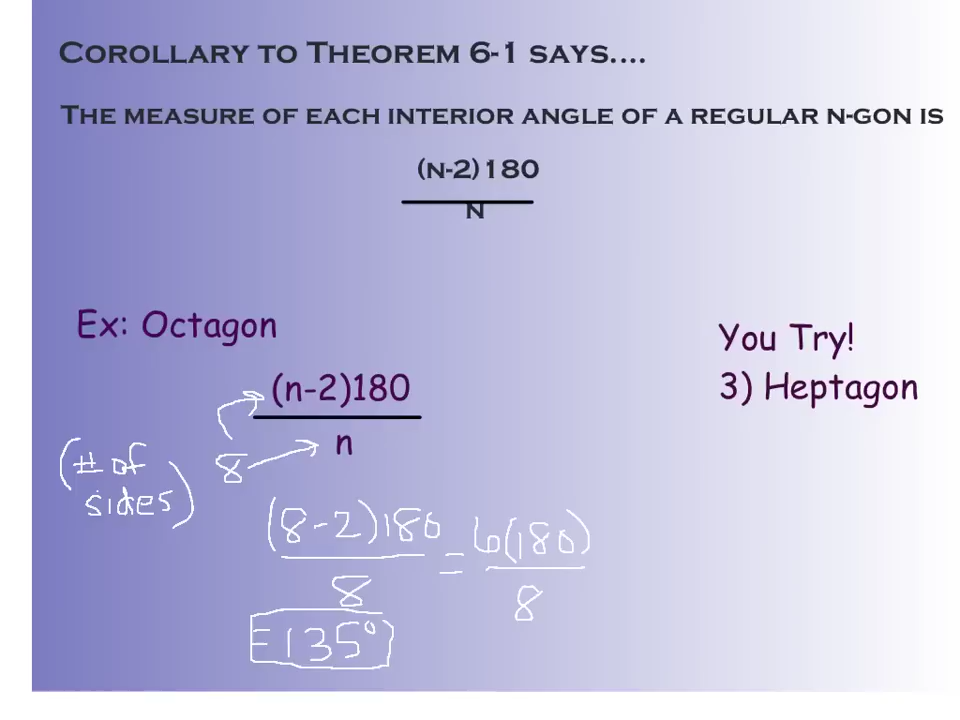 Corollary to Theorem 6-1 says....
The measure of each interior angle of a regular n-gon is
(n-2)180
n
Ex: Octagon
(n-2)180
n
You Try!
3) Heptagon
(# of
sides)
8
(8-2)180
8
=
6(180)
8
=135°